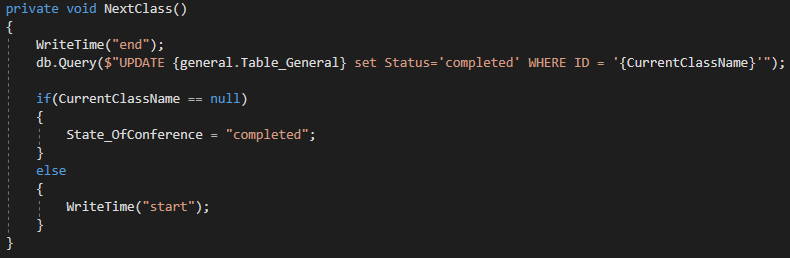 private void NextClass()
{
    WriteTime("end");
    db.Query($"UPDATE {general.Table_General} set Status='completed' WHERE ID = '{CurrentClassName}'");

    if(CurrentClassName == null)
    {
        State_OfConference = "completed";
    }
    else
    {
        WriteTime("start");
    }
}